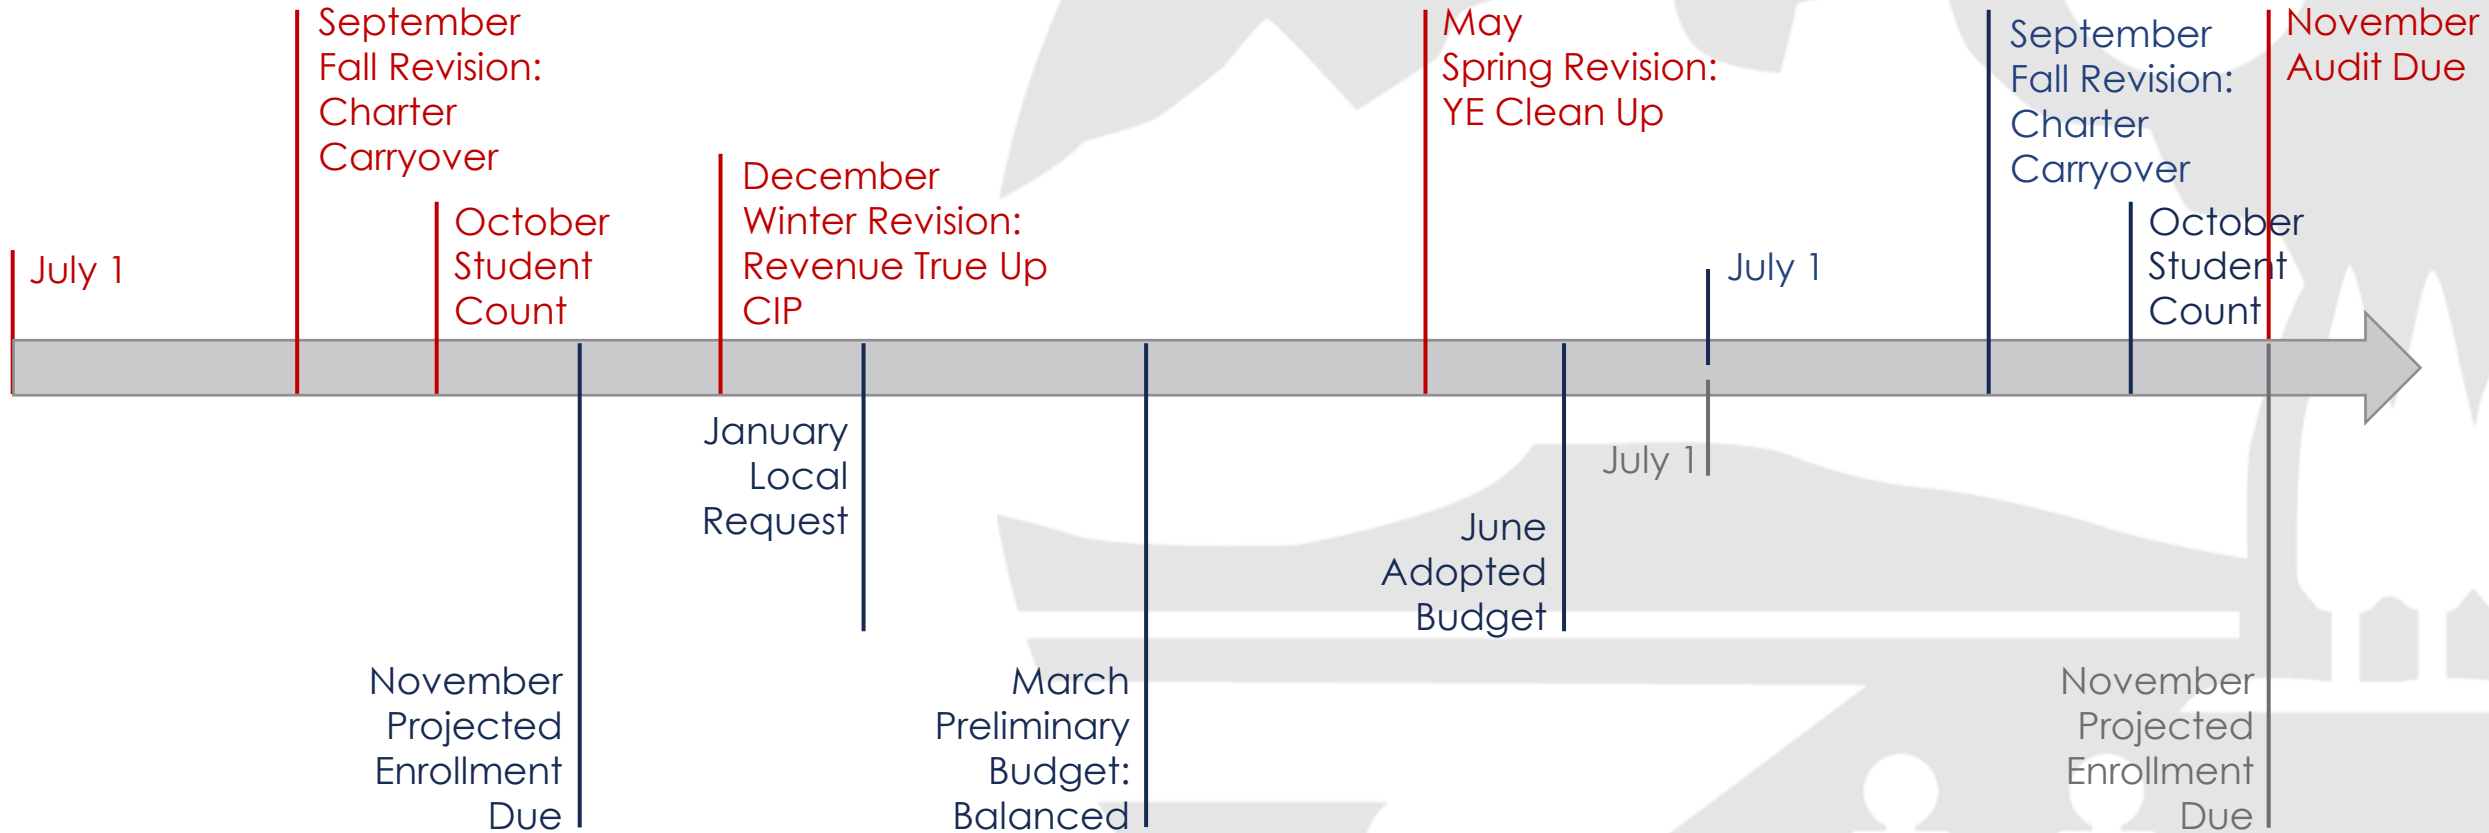 July 1
September
Fall Revision:
Charter
Carryover
October
Student
Count
December
Winter Revision:
Revenue True Up
CIP
May
Spring Revision:
YE Clean Up
July 1
September
Fall Revision:
Charter
Carryover
October
Student
Count
November
Audit Due
November
Projected
Enrollment
Due
January
Local
Request
March
Preliminary
Budget:
Balanced
June
Adopted
Budget
July 1
November
Projected
Enrollment
Due